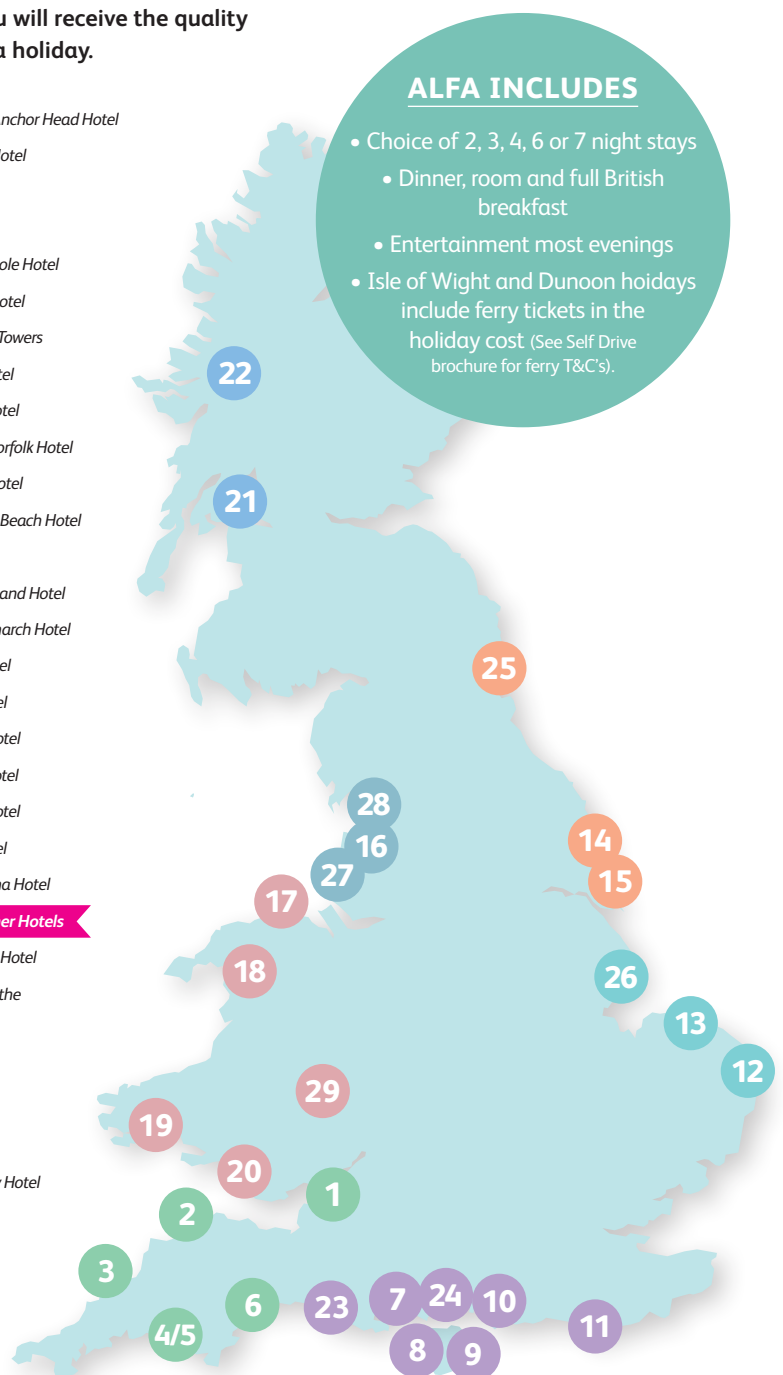 u will receive the quality
a holiday.
nchor Head Hotel
otel
ole Hotel
otel
Towers
tel
otel
orfolk Hotel
otel
Beach Hotel
and Hotel
arch Hotel
el
el
otel
otel
otel
el
na Hotel
er Hotels
Hotel
the
Hotel
ALFA INCLUDES
• Choice of 2, 3, 4, 6 or 7 night stays
• Dinner, room and full British
breakfast
• Entertainment most evenings
• Isle of Wight and Dunoon hoidays
include ferry tickets in the
holiday cost (See Self Drive
brochure for ferry T&C's).
22
21
25
28
16
14
27
15
17
18
26
13
12
29
19
20
1
2
3
6
23
7
24
10
4/5
11
8
9